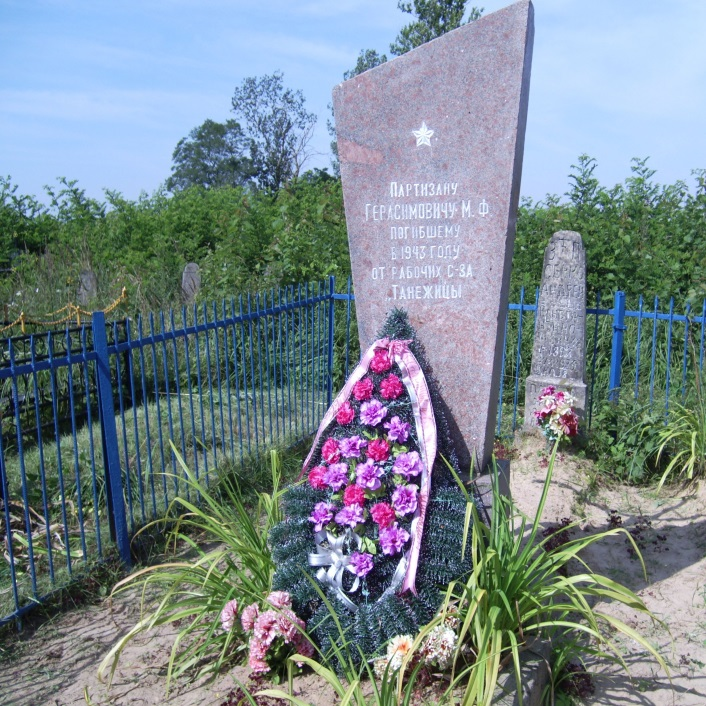 Партизану
Герасимовичу М.Ф
погибшему
в 1943 году
от рабочих с-за
Танежицы